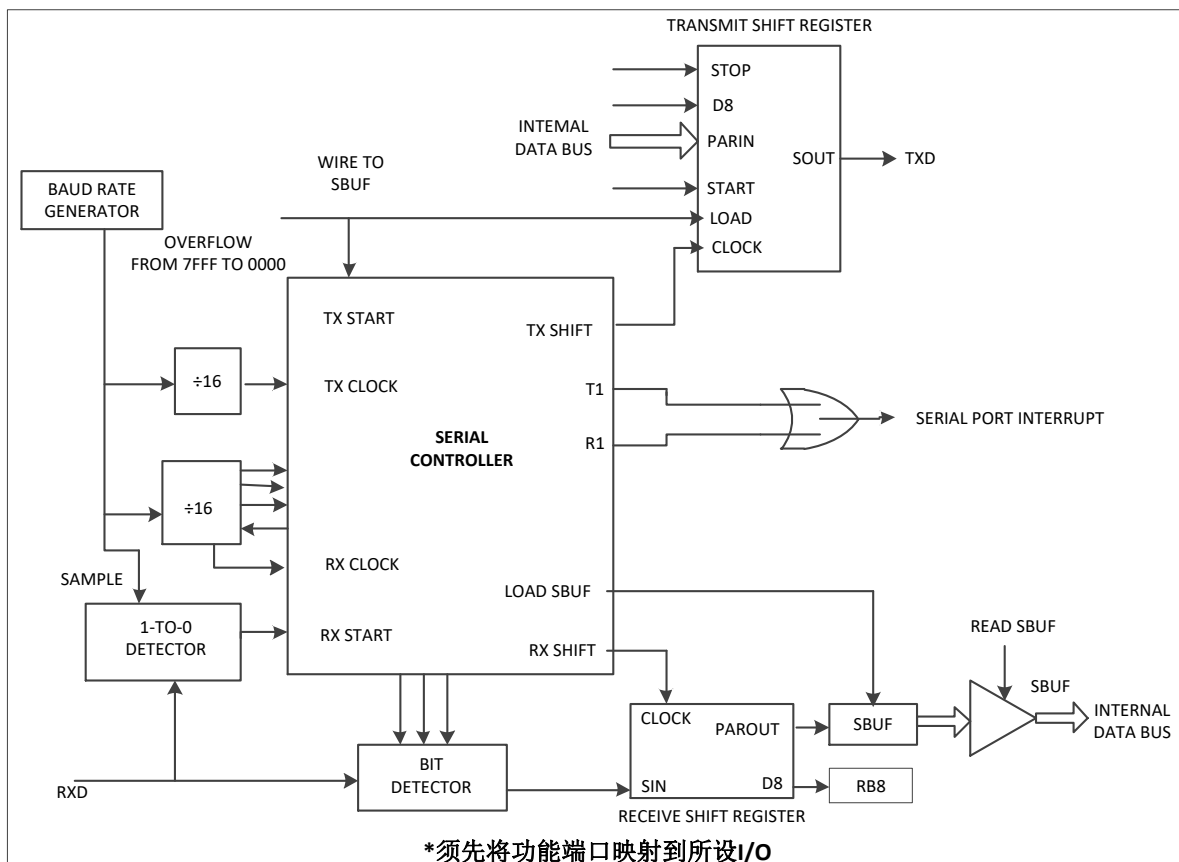 TRANSMIT SHIFT REGISTER
STOP
D8
INTEMAL
DATA BUS
PARIN
SOUT
TXD
START
WIRE TO
SBUF
LOAD
CLOCK
BAUD RATE
GENERATOR
OVERFLOW
FROM 7FFF TO 0000
TX START
TX SHIFT
÷16
TX CLOCK
T1
SERIAL PORT INTERRUPT
R1
SERIAL
CONTROLLER
÷16
RX CLOCK
SAMPLE
LOAD SBUF
1-TO-0
DETECTOR
RX START
RX SHIFT
READ SBUF
SBUF
CLOCK
PAROUT
SBUF
INTERNAL
DATA BUS
BIT
DETECTOR
RXD
SIN
D8
RB8
RECEIVE SHIFT REGISTER
*须先将功能端口映射到所设I/O